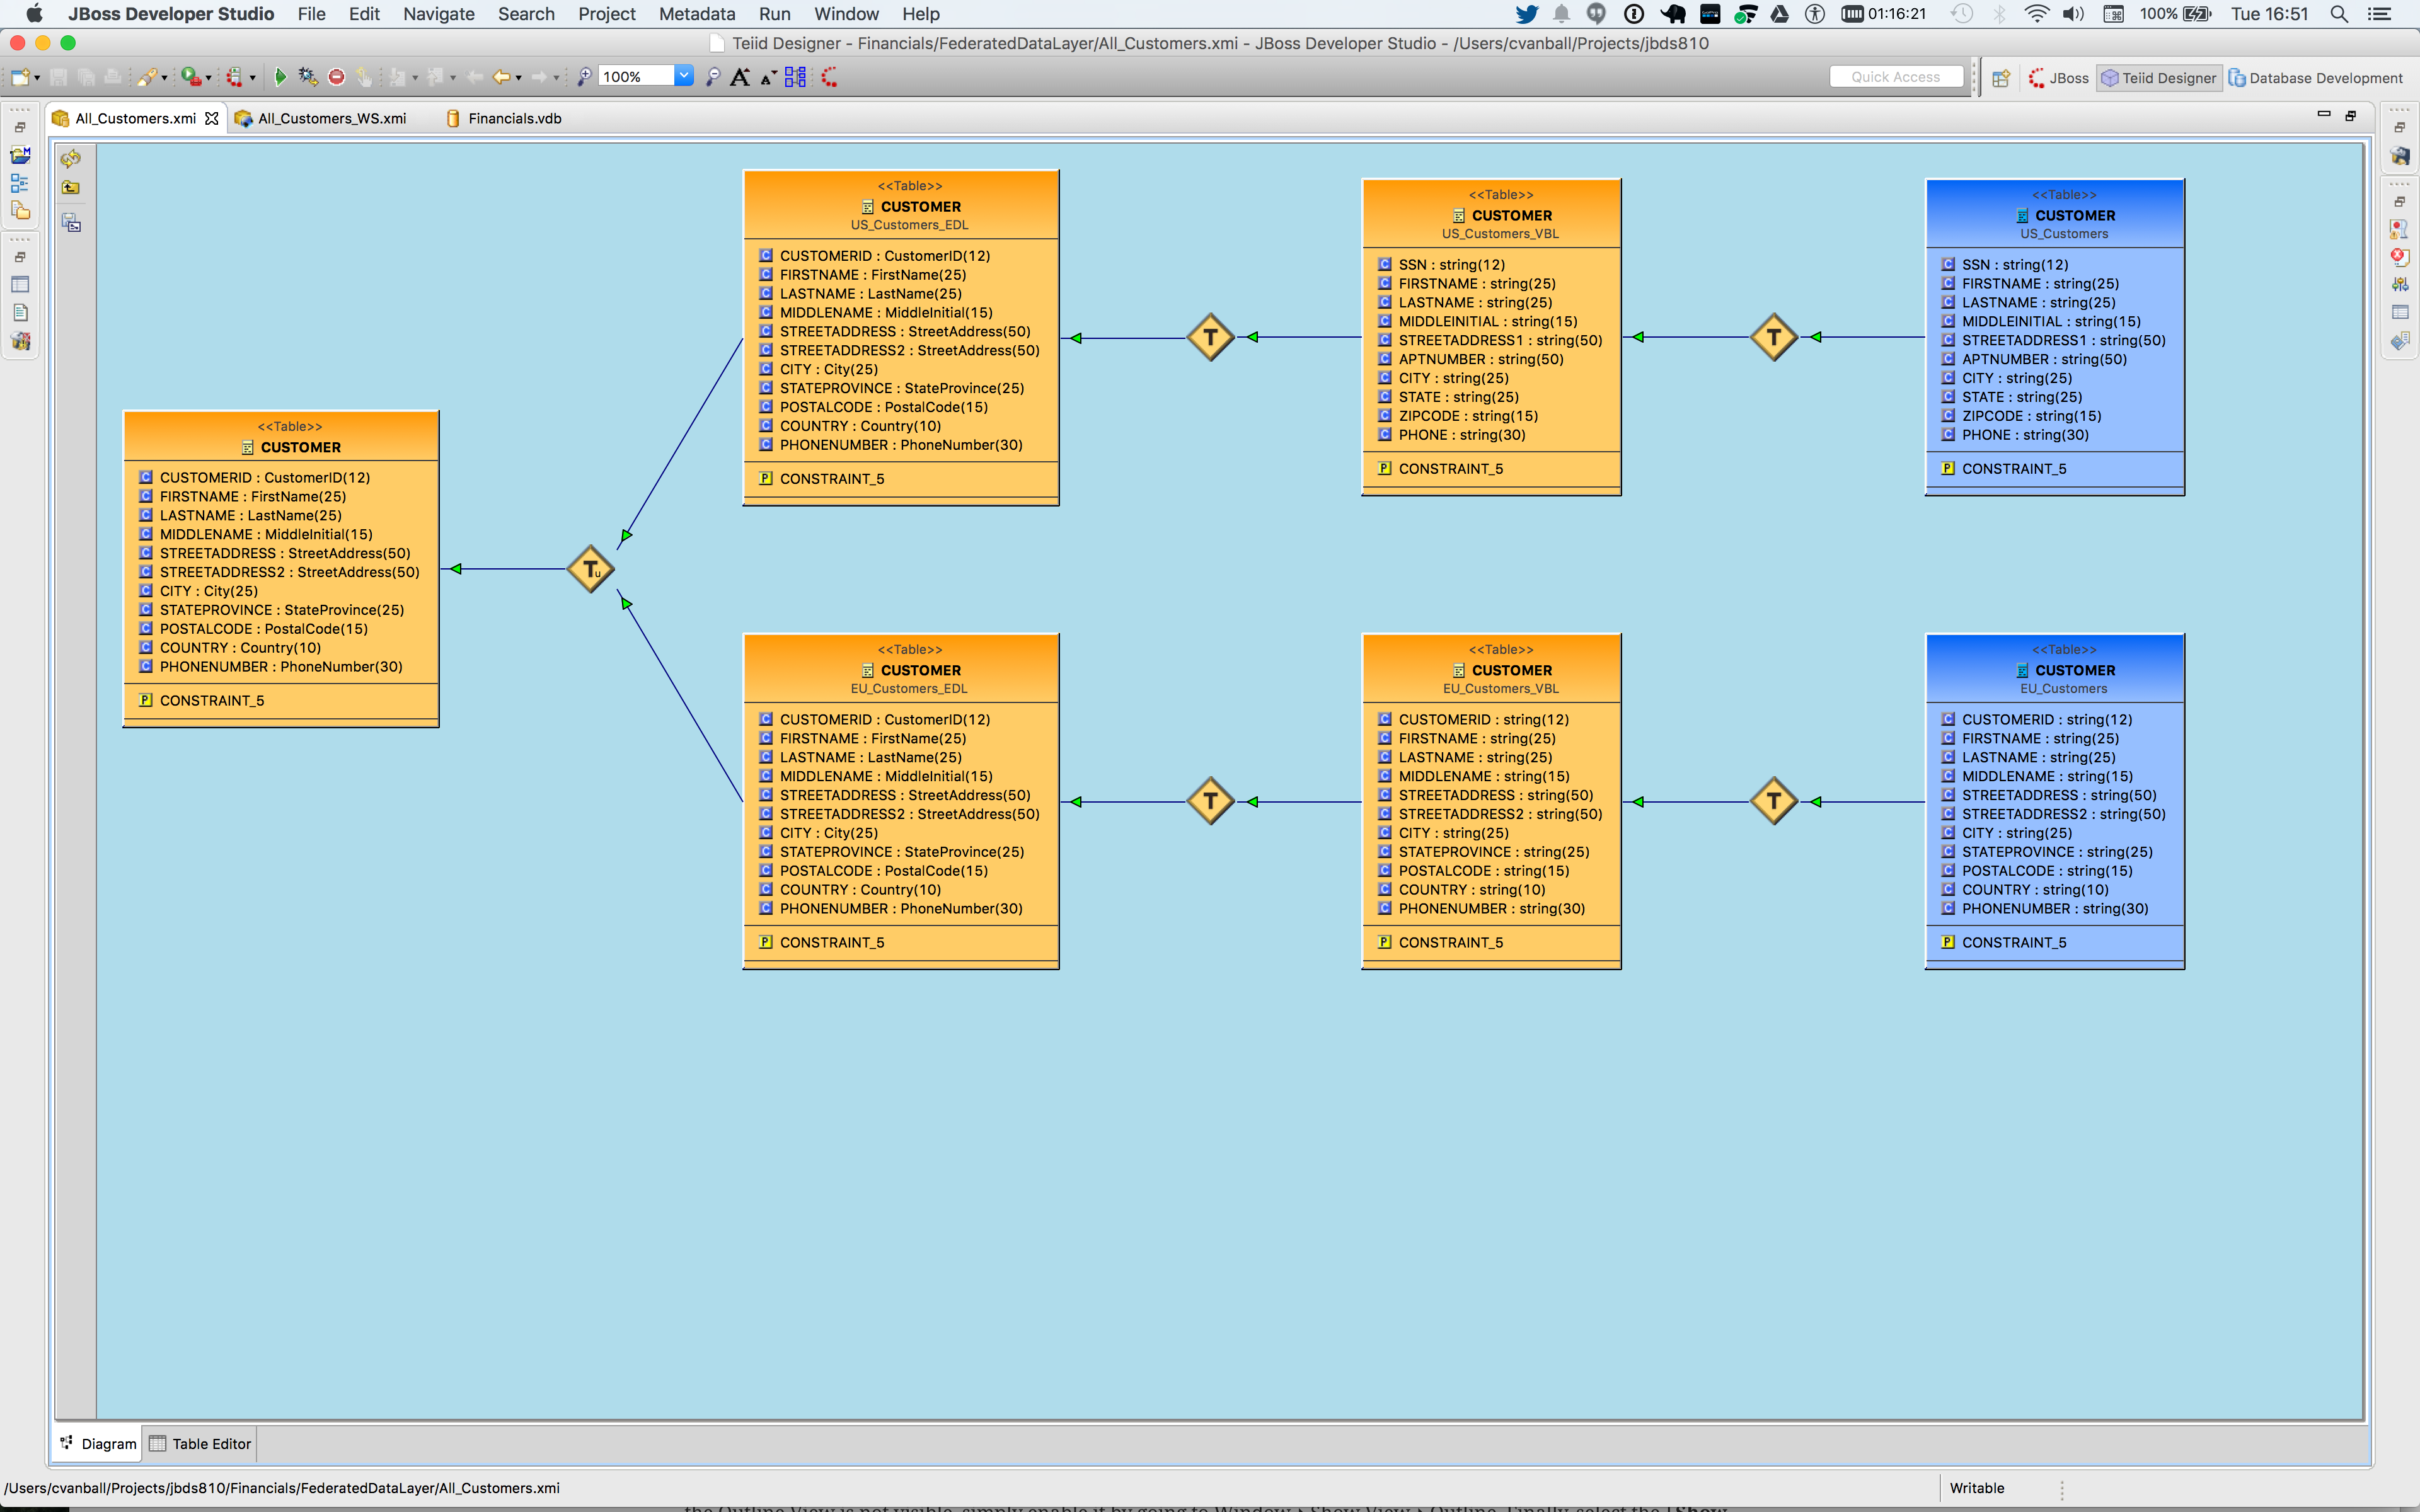 JBoss Developer Studio File Edit Navigate Search Project Metadata Run Window Help 01:16:21 100% Tue 16:51
Teiid Designer - Financials/FederatedDataLayer/All_Customers.xmi - JBoss Developer Studio - /Users/cvanball/Projects/jbds810
100% Quick Access JBoss Teiid Designer Database Development
All_Customers.xmi All_Customers_WS.xmi Financials.vdb
<<Table>>
CUSTOMER
CUSTOMERID : CustomerID(12)
FIRSTNAME : FirstName(25)
LASTNAME : LastName(25)
MIDDLENAME : MiddleInitial(15)
STREETADDRESS : StreetAddress(50)
STREETADDRESS2 : StreetAddress(50)
CITY : City(25)
STATEPROVINCE : StateProvince(25)
POSTALCODE : PostalCode(15)
COUNTRY : Country(10)
PHONENUMBER : PhoneNumber(30)
P CONSTRAINT_5
Tu
<<Table>>
CUSTOMER
US_Customers_EDL
CUSTOMERID : CustomerID(12)
FIRSTNAME : FirstName(25)
LASTNAME : LastName(25)
MIDDLENAME : MiddleInitial(15)
STREETADDRESS : StreetAddress(50)
STREETADDRESS2 : StreetAddress(50)
CITY : City(25)
STATEPROVINCE : StateProvince(25)
POSTALCODE : PostalCode(15)
COUNTRY : Country(10)
PHONENUMBER : PhoneNumber(30)
P CONSTRAINT_5
T
<<Table>>
CUSTOMER
US_Customers_VBL
SSN : string(12)
FIRSTNAME : string(25)
LASTNAME : string(25)
MIDDLEINITIAL : string(15)
STREETADDRESS1 : string(50)
APTNUMBER : string(50)
CITY : string(25)
STATE : string(25)
ZIPCODE : string(15)
PHONE : string(30)
P CONSTRAINT_5
T
<<Table>>
CUSTOMER
US_Customers
SSN : string(12)
FIRSTNAME : string(25)
LASTNAME : string(25)
MIDDLEINITIAL : string(15)
STREETADDRESS1 : string(50)
APTNUMBER : string(50)
CITY : string(25)
STATE : string(25)
ZIPCODE : string(15)
PHONE : string(30)
P CONSTRAINT_5
<<Table>>
CUSTOMER
EU_Customers_EDL
CUSTOMERID : CustomerID(12)
FIRSTNAME : FirstName(25)
LASTNAME : LastName(25)
MIDDLENAME : MiddleInitial(15)
STREETADDRESS : StreetAddress(50)
STREETADDRESS2 : StreetAddress(50)
CITY : City(25)
STATEPROVINCE : StateProvince(25)
POSTALCODE : PostalCode(15)
COUNTRY : Country(10)
PHONENUMBER : PhoneNumber(30)
P CONSTRAINT_5
T
<<Table>>
CUSTOMER
EU_Customers_VBL
CUSTOMERID : string(12)
FIRSTNAME : string(25)
LASTNAME : string(25)
MIDDLENAME : string(15)
STREETADDRESS : string(50)
STREETADDRESS2 : string(50)
CITY : string(25)
STATEPROVINCE : string(25)
POSTALCODE : string(15)
COUNTRY : string(10)
PHONENUMBER : string(30)
P CONSTRAINT_5
T
<<Table>>
CUSTOMER
EU_Customers
CUSTOMERID : string(12)
FIRSTNAME : string(25)
LASTNAME : string(25)
MIDDLENAME : string(15)
STREETADDRESS : string(50)
STREETADDRESS2 : string(50)
CITY : string(25)
STATEPROVINCE : string(25)
POSTALCODE : string(15)
COUNTRY : string(10)
PHONENUMBER : string(30)
P CONSTRAINT_5
Diagram Table Editor
/Users/cvanball/Projects/jbds810/Financials/FederatedDataLayer/All_Customers.xmi Writable